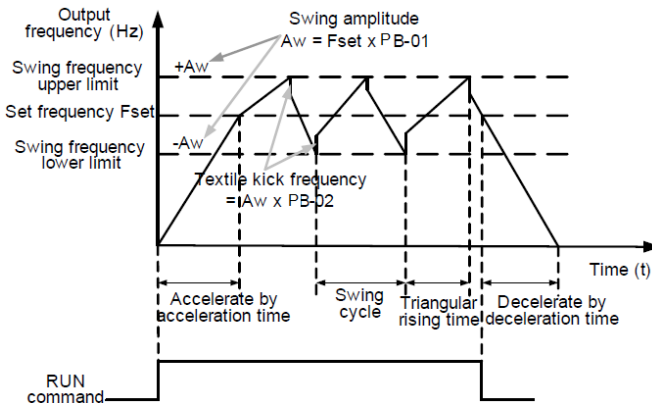 Output
frequency (Hz)
Swing amplitude
Aw = Fset x PB-01
Swing frequency
upper limit
+Aw
Set frequency Fset
-Aw
Swing frequency
lower limit
Textile kick frequency
= Aw x PB-02
Time (t)
Accelerate by
acceleration time
Swing
cycle
Triangular
rising time
Decelerate by
deceleration time
RUN
command